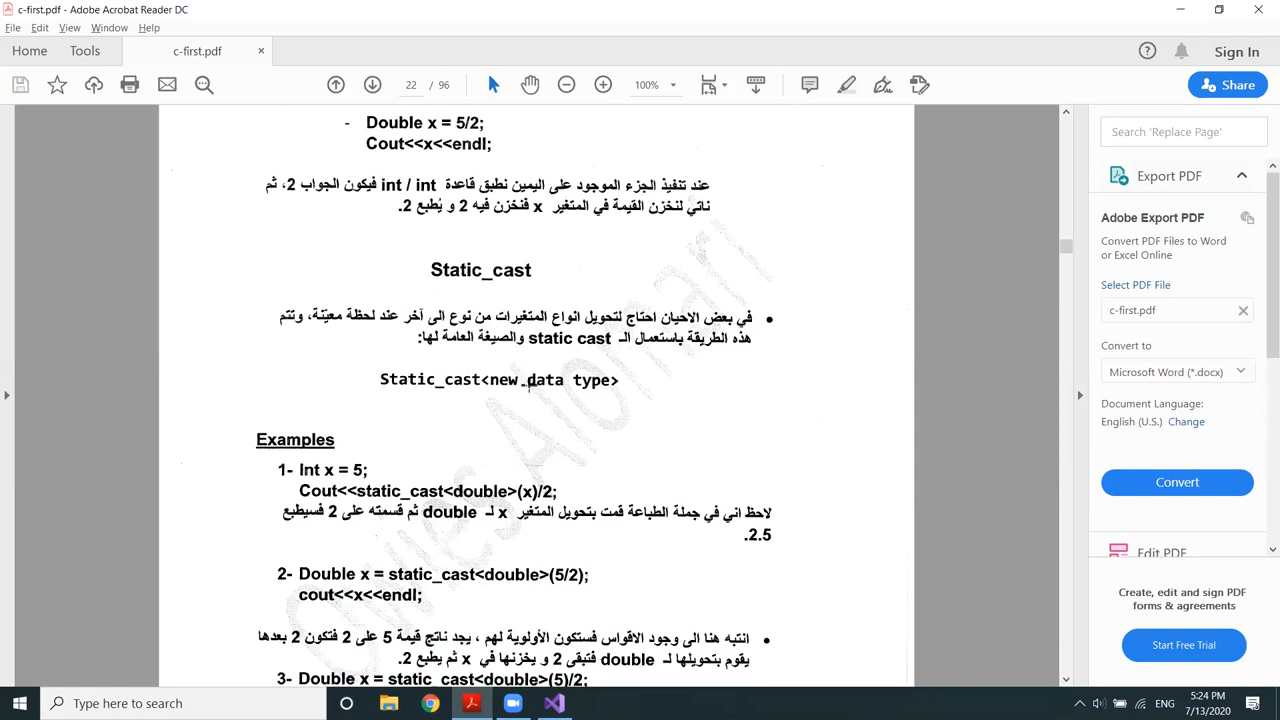 c-first.pdf - Adobe Acrobat Reader DC
File Edit View Window Help
Home Tools c-first.pdf × Sign In
22 / 96 100% Share
- Double x = 5/2;
Cout<<x<<endl;
عند تنفيذ الجزء الموجود على اليمين نطبق قاعدة int / int فيكون الجواب 2، ثم
ناتي لنخزن القيمة في المتغير x فنخزن فيه 2 و يُطبع 2.
Static_cast
• في بعض الاحيان احتاج لتحويل انواع المتغيرات من نوع الى آخر عند لحظة معيّنة، وتتم
هذه الطريقة باستعمال الـ static cast والصيغة العامة لها:
Static_cast<new data type>
Examples
1- Int x = 5;
Cout<<static_cast<double>(x)/2;
لاحظ اني في جملة الطباعة قمت بتحويل المتغير x لـ double ثم قسمته على 2 فسيطبع
2.5.
2- Double x = static_cast<double>(5/2);
cout<<x<<endl;
• انتبه هنا الى وجود الاقواس فستكون الأولوية لهم ، يجد ناتج قيمة 5 على 2 فتكون 2 بعدها
يقوم بتحويلها لـ double فتبقى 2 و يخزنها في x ثم يطبع 2.
3- Double x = static_cast<double>(5)/2;
Olwies Alomari
Search 'Replace Page'
Export PDF
Adobe Export PDF
Convert PDF Files to Word
or Excel Online
Select PDF File
c-first.pdf
Convert to
Microsoft Word (*.docx)
Document Language:
English (U.S.) Change
Convert
Edit PDF
Create, edit and sign PDF
forms & agreements
Start Free Trial
Type here to search
ENG
5:24 PM
7/13/2020